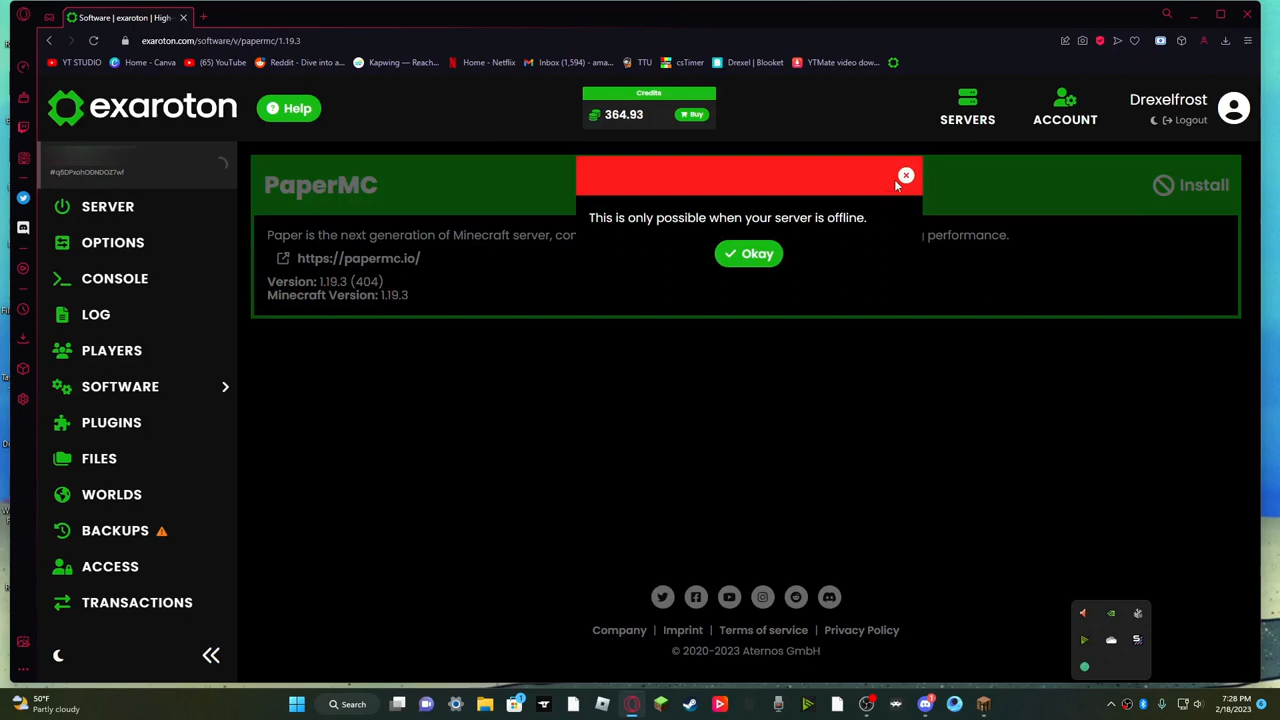 Software | exaroton | High-
exaroton.com/software/v/papermc/1.19.3
YT STUDIO
Home - Canva
(65) YouTube
Reddit - Dive into a...
Kapwing — Reach...
Home - Netflix
Inbox (1,594) - ama...
TTU
csTimer
Drexel | Blooket
YTMate video dow...
exaroton
Help
Credits
364.93
Buy
SERVERS
ACCOUNT
Drexelfrost
Logout
#q5DPxohODNDOZ7wf
SERVER
OPTIONS
CONSOLE
LOG
PLAYERS
SOFTWARE
PLUGINS
FILES
WORLDS
BACKUPS
ACCESS
TRANSACTIONS
PaperMC
Install
Paper is the next generation of Minecraft server, con
performance.
https://papermc.io/
Version: 1.19.3 (404)
Minecraft Version: 1.19.3
This is only possible when your server is offline.
Okay
Company | Imprint | Terms of service | Privacy Policy
© 2020-2023 Aternos GmbH
50°F
Partly cloudy
Search
7:28 PM
2/18/2023